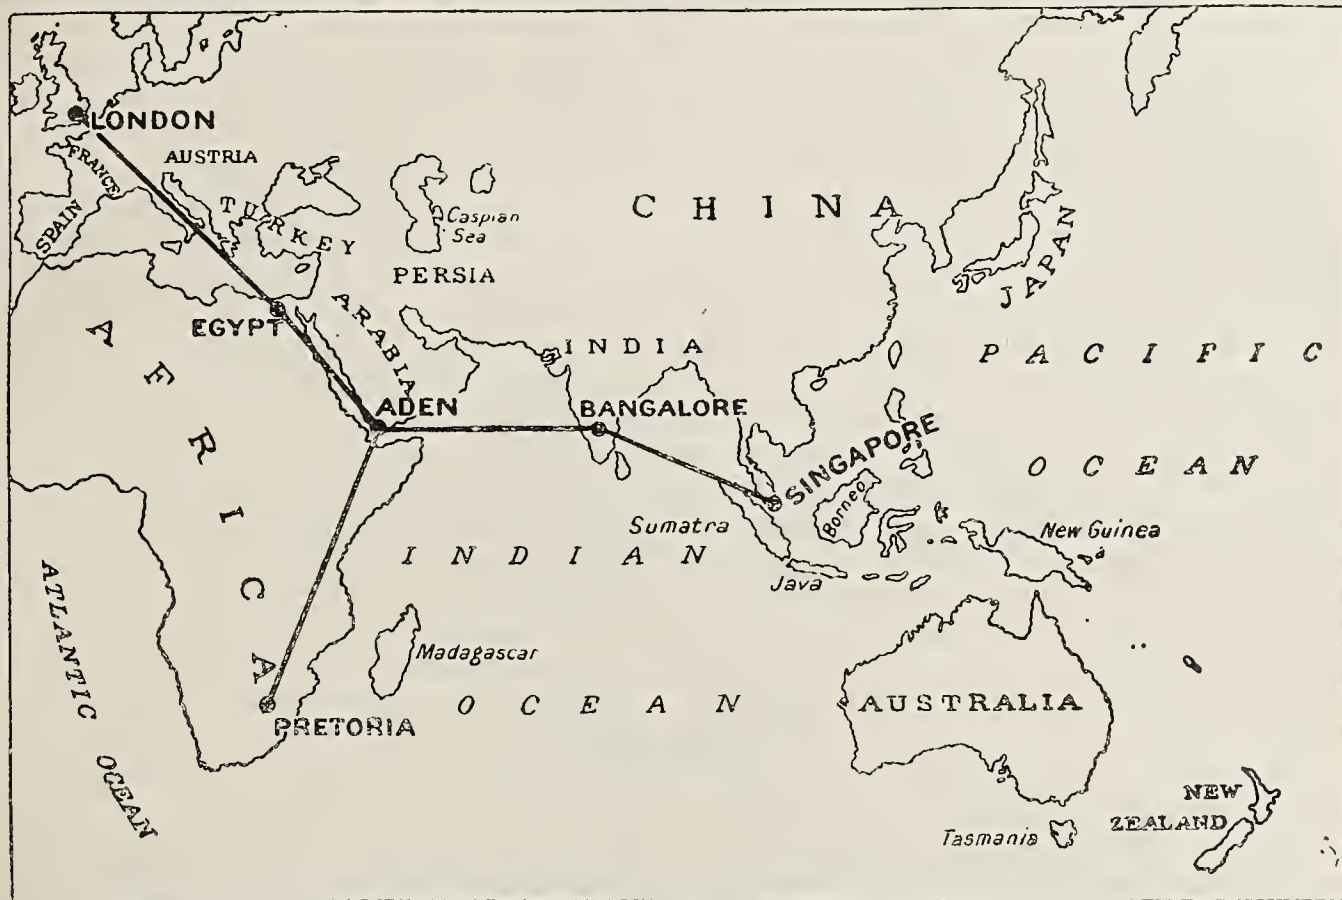 LONDON
FRANCE
AUSTRIA
SPAIN
TURKEY
Caspian
Sea
PERSIA
CHINA
JAPAN
EGYPT
ARABIA
AFRICA
INDIA
PACIFIC
OCEAN
ADEN
BANGALORE
SINGAPORE
Borneo
Sumatra
Java
New Guinea
INDIAN
OCEAN
ATLANTIC
OCEAN
Madagascar
PRETORIA
AUSTRALIA
Tasmania
NEW
ZEALAND